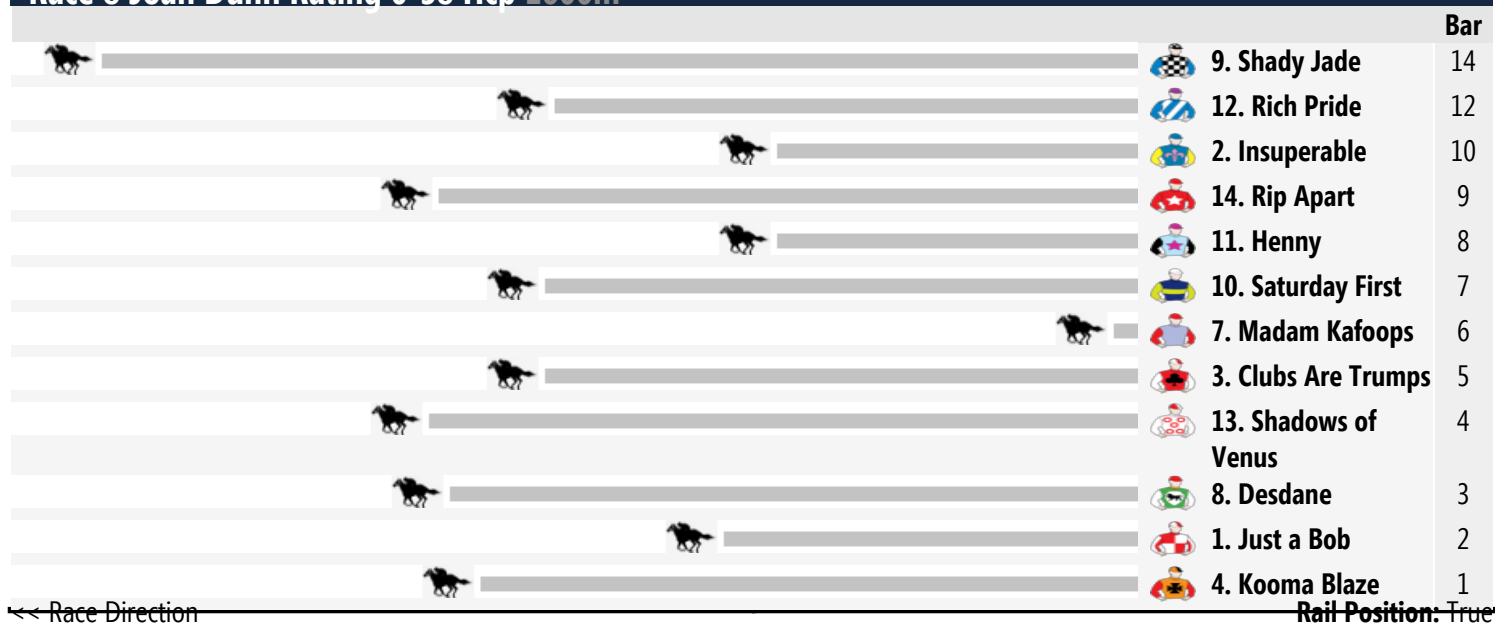 Bar
9. Shady Jade 14
12. Rich Pride 12
2. Insuperable 10
14. Rip Apart 9
11. Henny 8
10. Saturday First 7
7. Madam Kafoops 6
3. Clubs Are Trumps 5
13. Shadows of 4
Venus
8. Desdane 3
1. Just a Bob 2
4. Kooma Blaze 1
<< Race Direction Rail Position: True